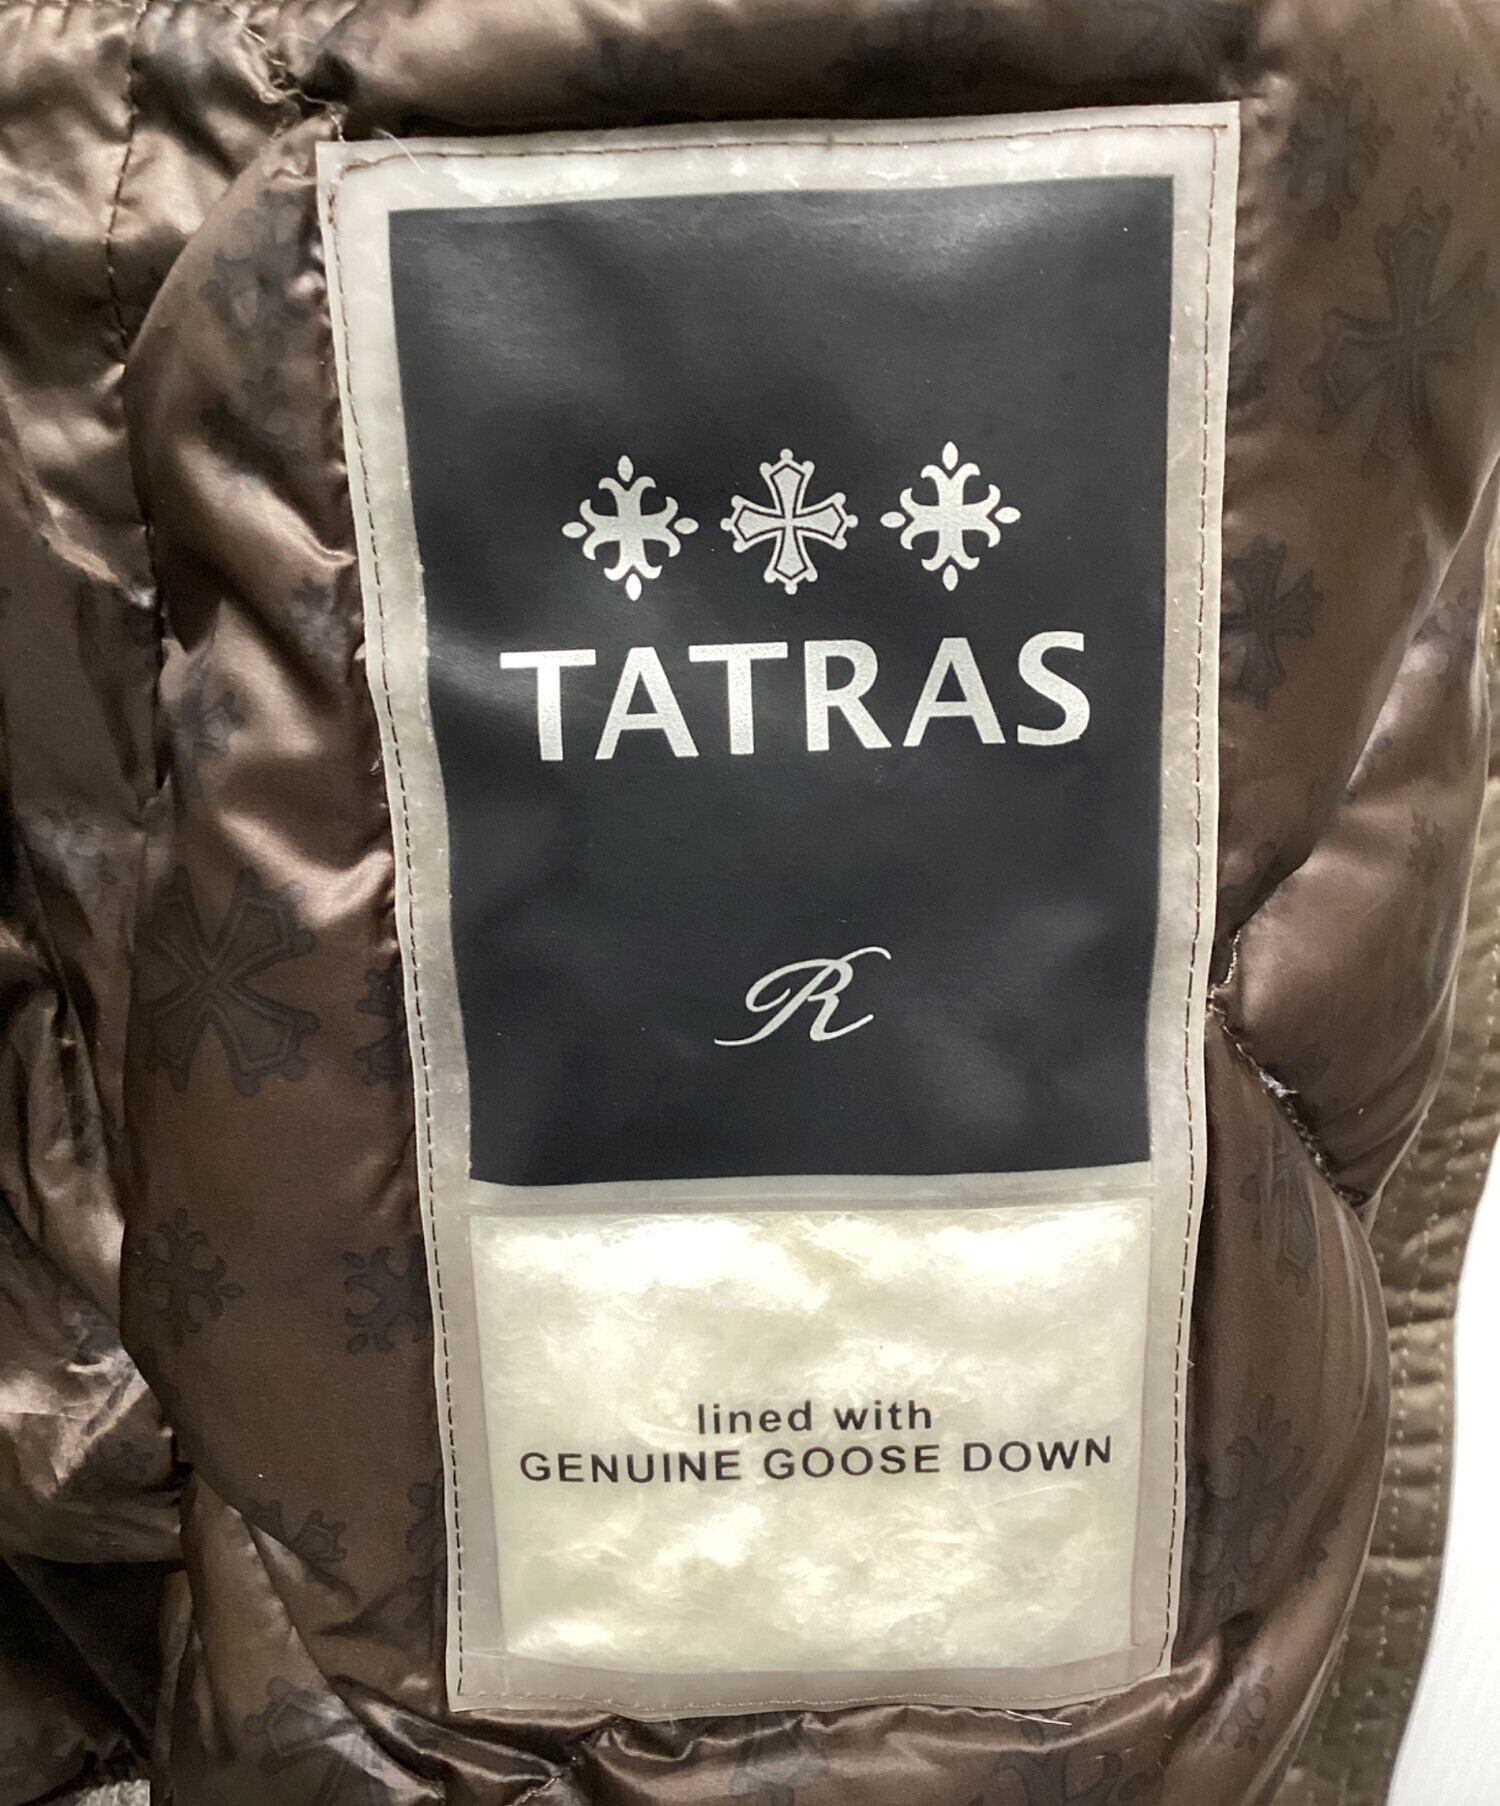 TATRAS
R
lined with
GENUINE GOOSE DOWN